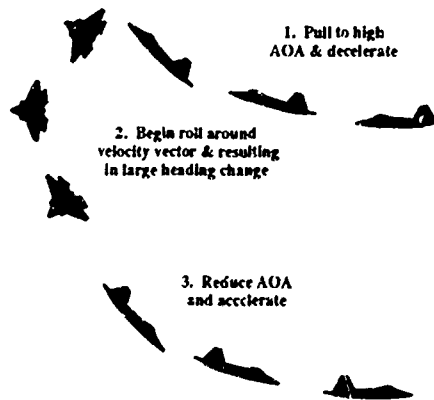 1. Pull to high
AOA & decelerate
2. Begin roll around
velocity vector & resulting
in large heading change
3. Reduce AOA
and accelerate